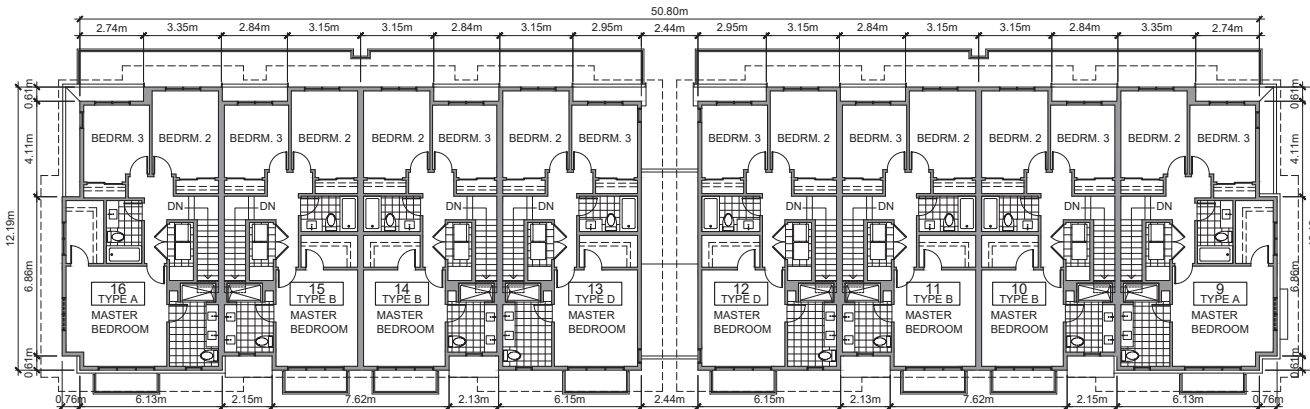 50.80m
2.74m 3.35m 2.84m 3.15m 3.15m 2.84m 3.15m 2.95m 2.44m 2.95m 3.15m 2.84m 3.15m 3.15m 2.84m 3.35m 2.74m
0.61m 0.61m
BEDRM. 3 BEDRM. 2 BEDRM. 3 BEDRM. 2 BEDRM. 2 BEDRM. 3 BEDRM. 2 BEDRM. 3 BEDRM. 3 BEDRM. 2 BEDRM. 3 BEDRM. 2 BEDRM. 2 BEDRM. 3 BEDRM. 2 BEDRM. 3
4.11m 4.11m
DN DN DN DN DN DN DN DN
12.19m
6.86m 6.86m
16 15 14 13 12 11 10 9
TYPE A TYPE B TYPE B TYPE D TYPE D TYPE B TYPE B TYPE A
MASTER MASTER MASTER MASTER MASTER MASTER MASTER MASTER
BEDROOM BEDROOM BEDROOM BEDROOM BEDROOM BEDROOM BEDROOM BEDROOM
0.61m 0.61m
0.76m 6.13m 2.15m 7.62m 2.13m 6.15m 2.44m 6.15m 2.13m 7.62m 2.15m 6.13m 0.76m